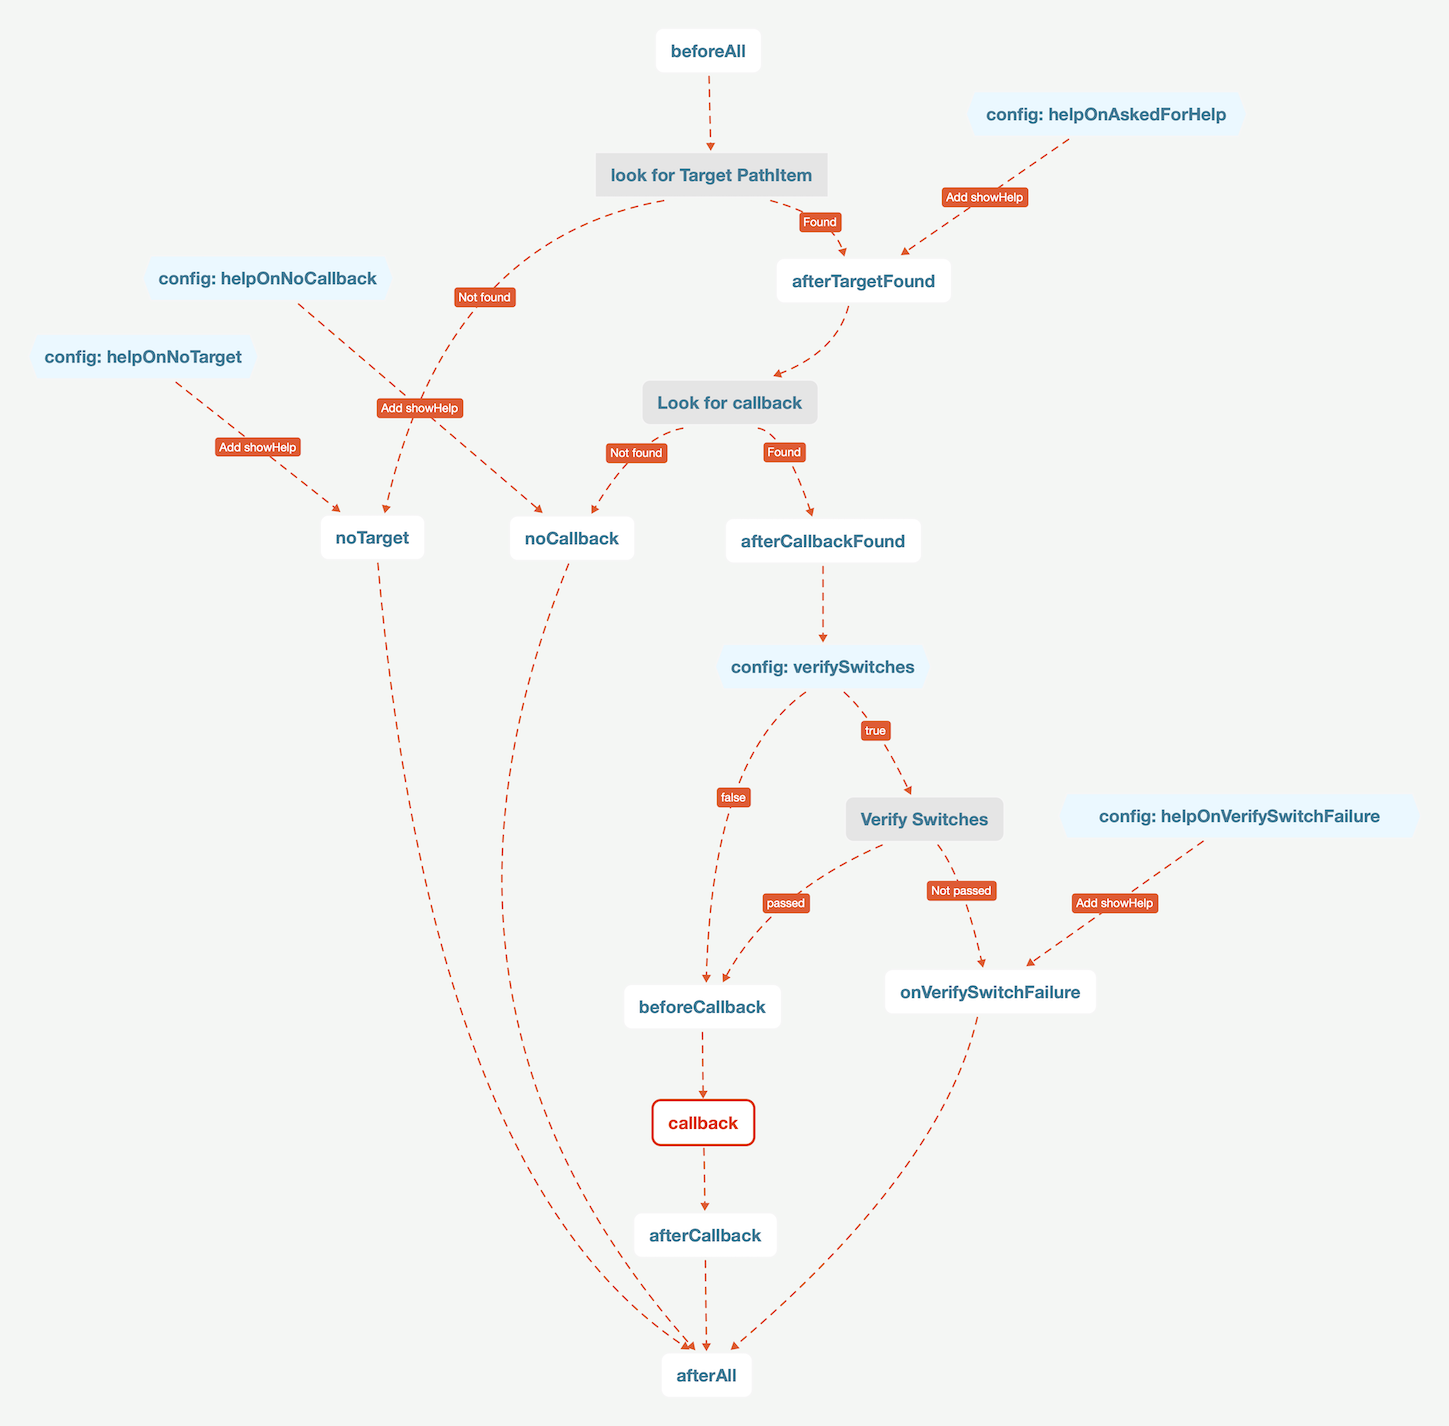 beforeAll
config: helpOnAskedForHelp
look for Target PathItem
Add showHelp
Found
config: helpOnNoCallback
afterTargetFound
Not found
config: helpOnNoTarget
Look for callback
Add showHelp
Add showHelp
Not found
Found
noTarget
noCallback
afterCallbackFound
config: verifySwitches
true
false
Verify Switches
config: helpOnVerifySwitchFailure
Not passed
passed
Add showHelp
onVerifySwitchFailure
beforeCallback
callback
afterCallback
afterAll